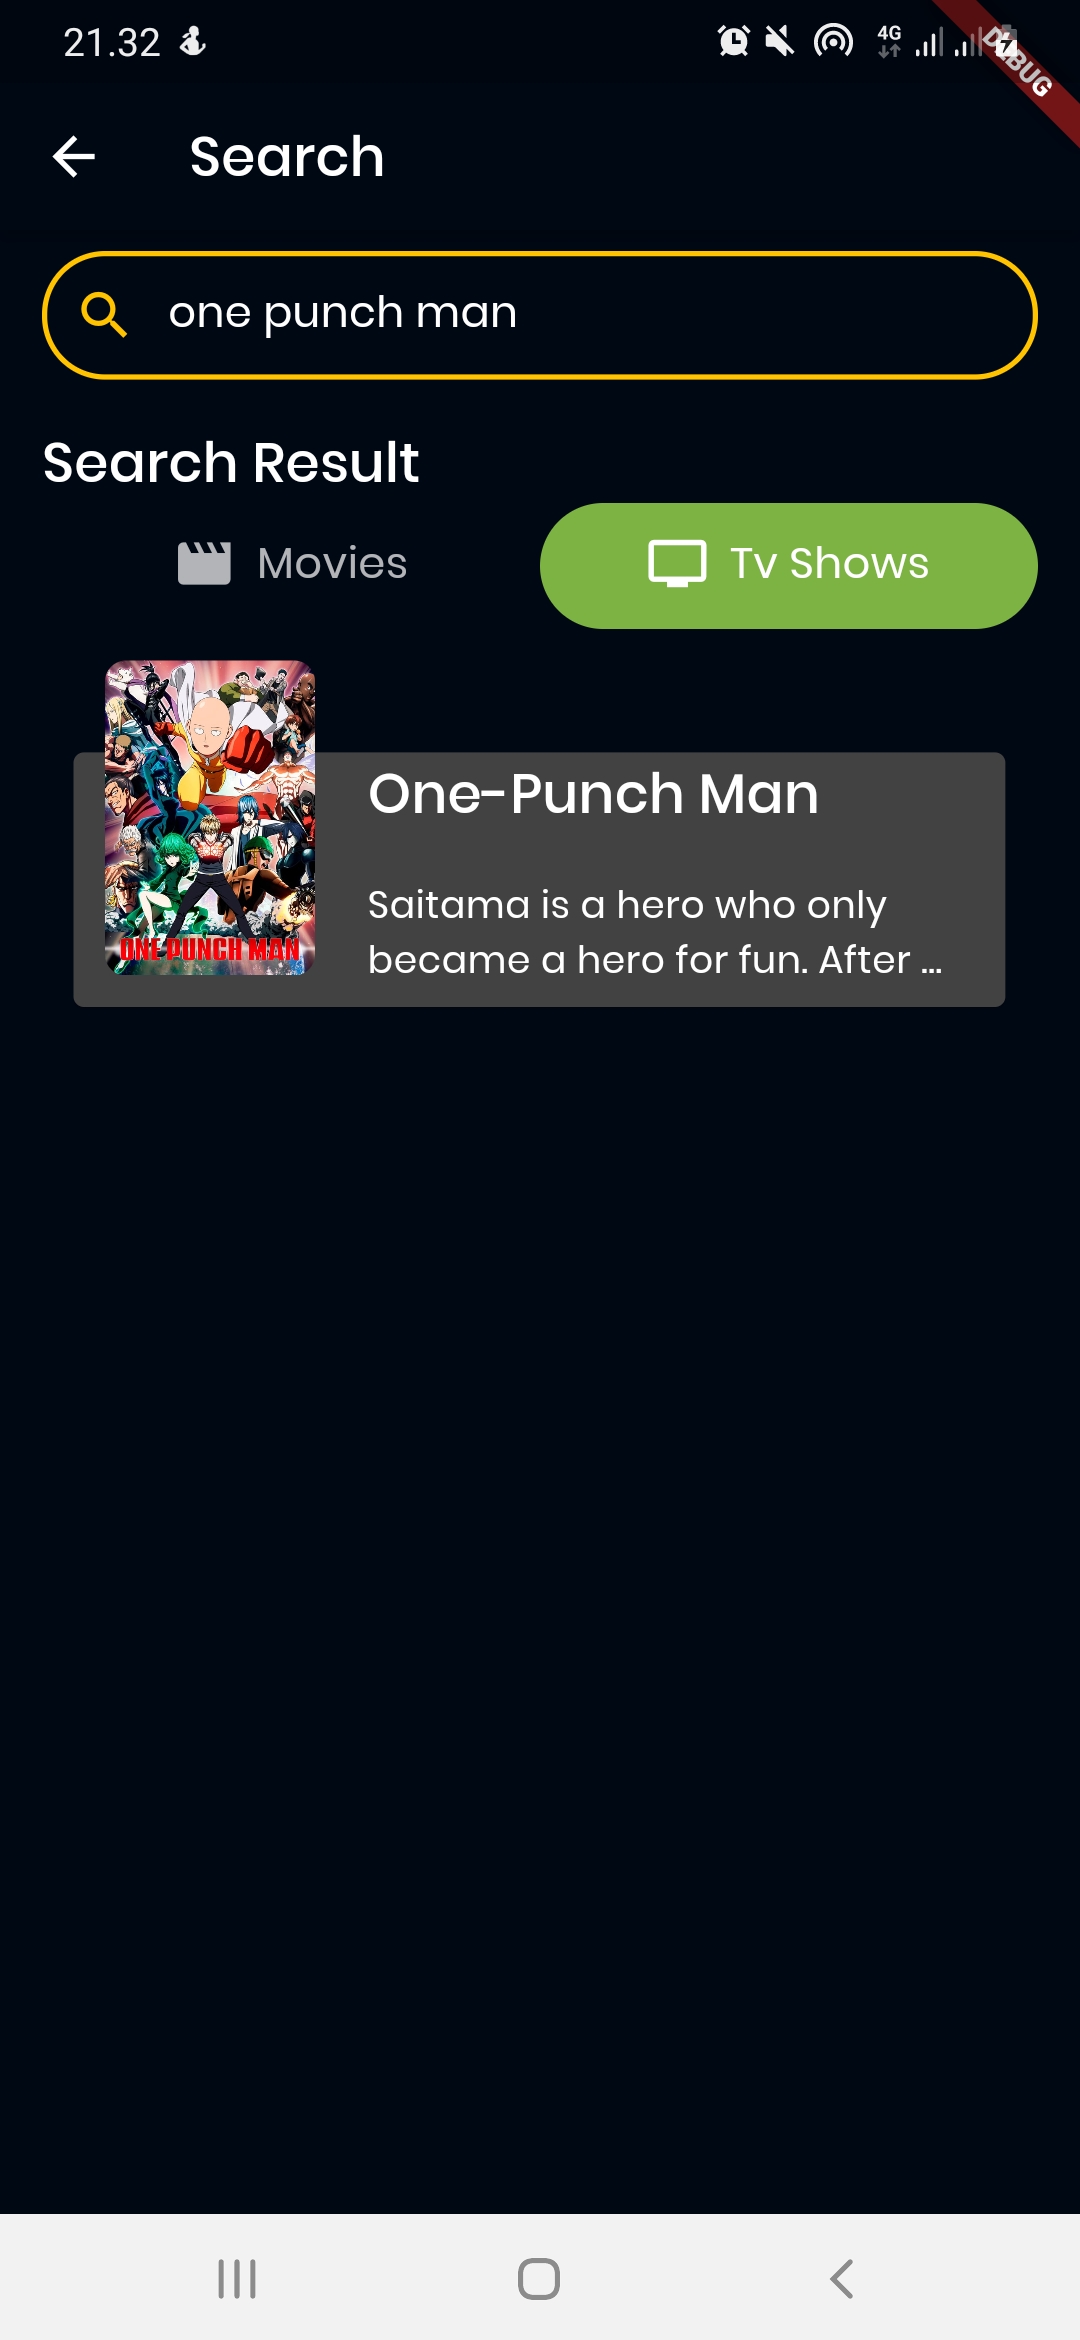 21.32
4G
DEBUG
Search
one punch man
Search Result
Movies
Tv Shows
One-Punch Man
Saitama is a hero who only
became a hero for fun. After ...
ONE PUNCH MAN